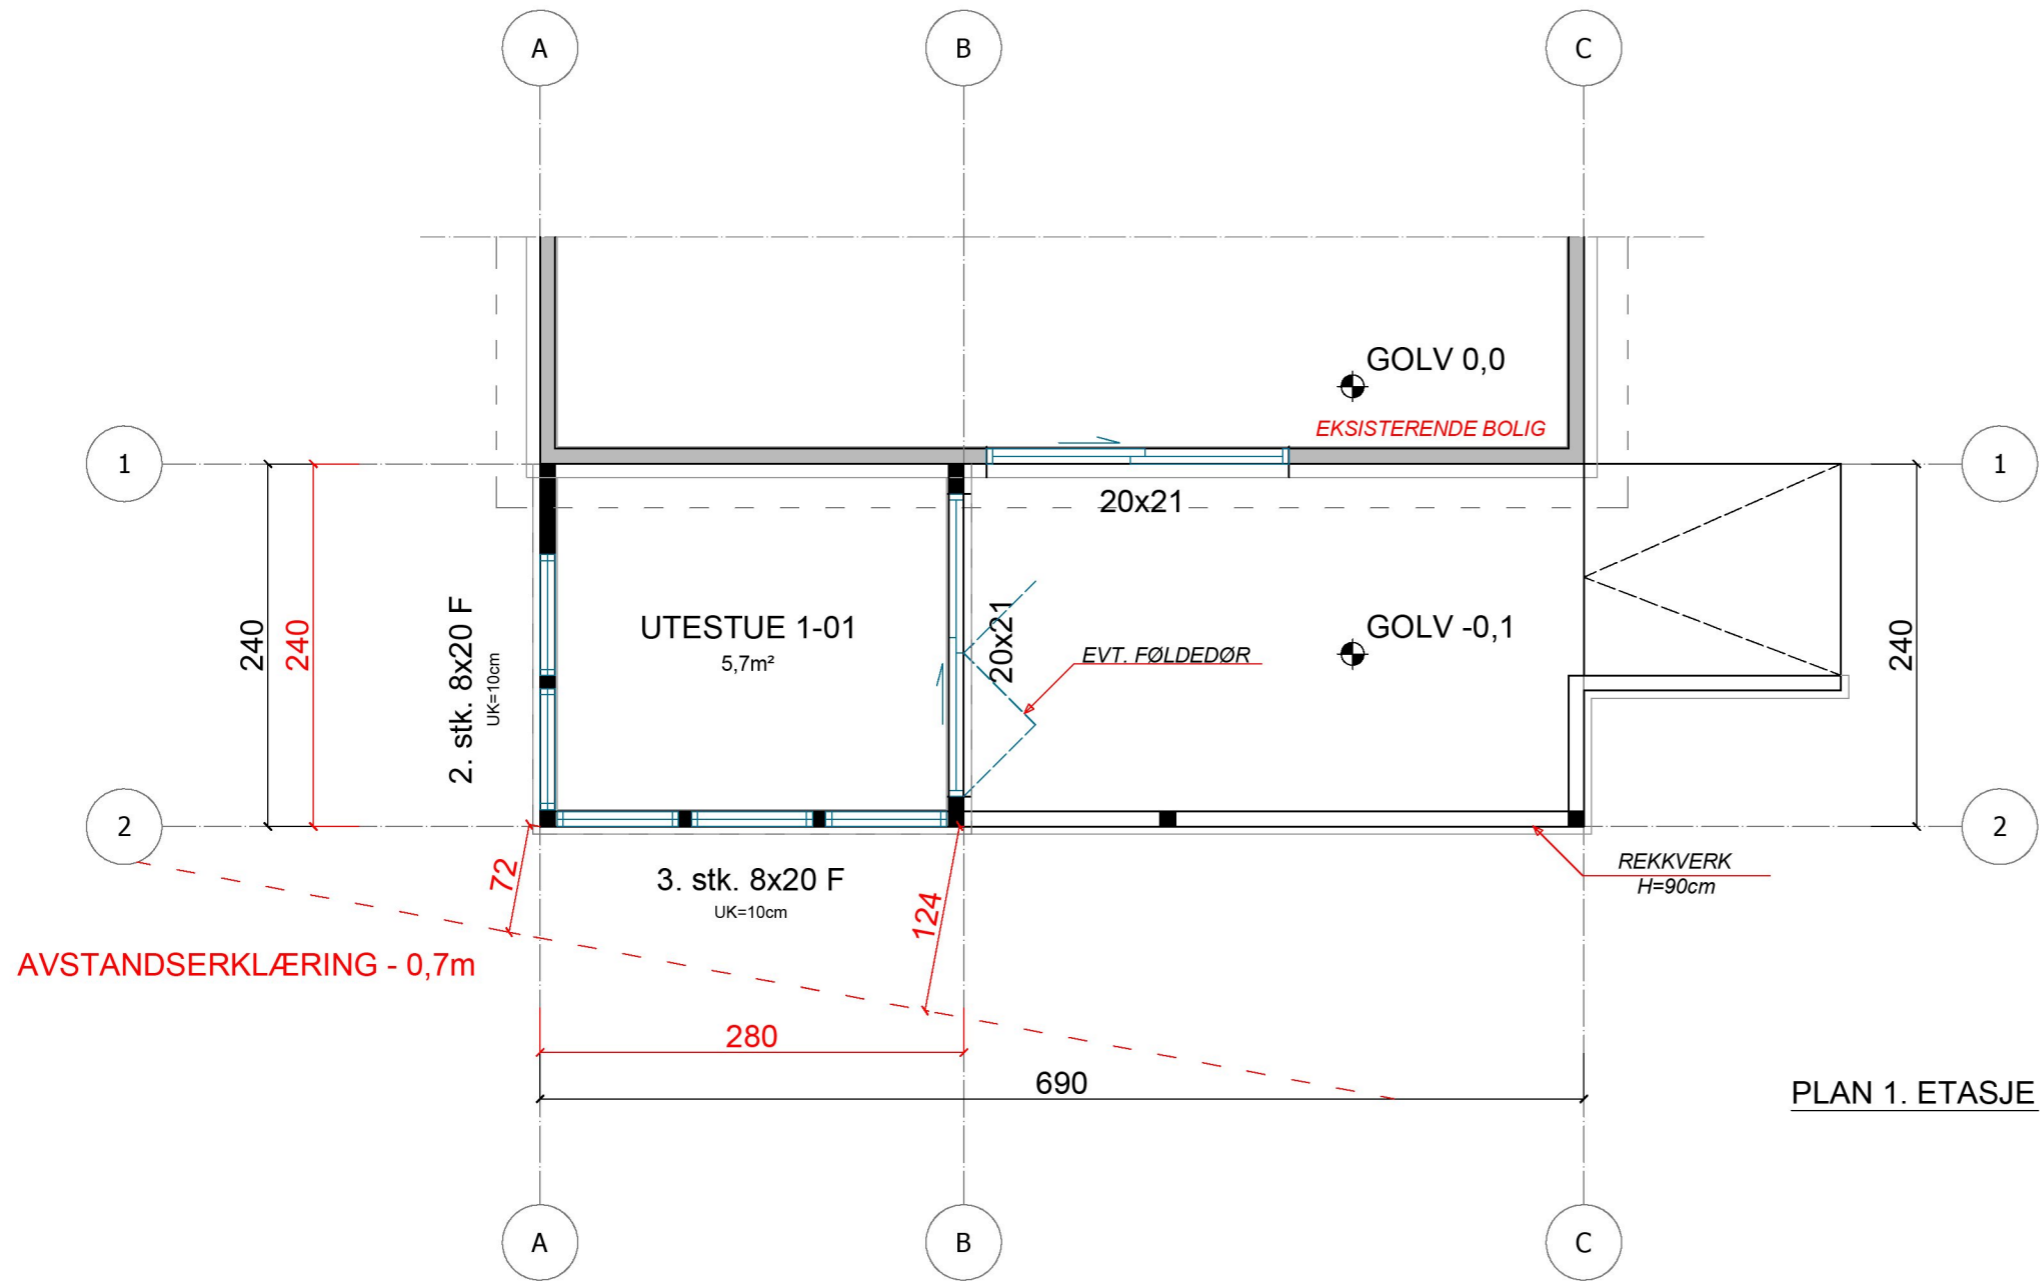 A
B
C
GOLV 0,0
EKSISTERENDE BOLIG
1
1
20x21
240
240
2. stk. 8x20 F
UK=10cm
UTESTUE 1-01
5,7m²
20x21
EVT. FØLDEDØR
GOLV -0,1
240
2
2
72
3. stk. 8x20 F
UK=10cm
124
REKKVERK
H=90cm
AVSTANDSERKLÆRING - 0,7m
280
690
PLAN 1. ETASJE
A
B
C